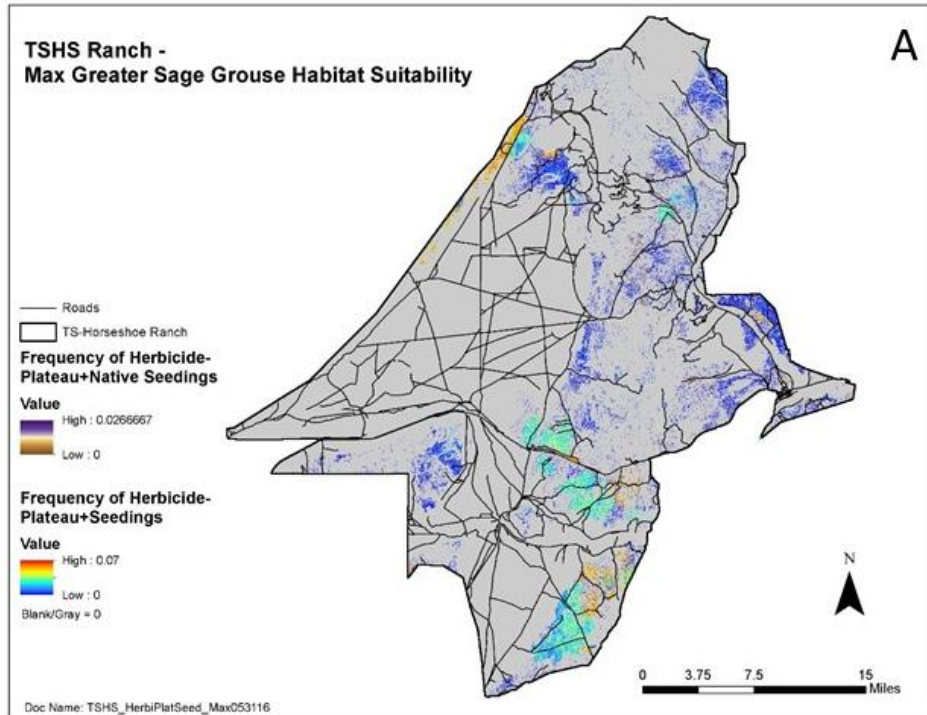 TSHS Ranch -
Max Greater Sage Grouse Habitat Suitability
A
Roads
TS-Horseshoe Ranch
Frequency of Herbicide-
Plateau+Native Seedings
Value
High : 0.0266667
Low : 0
Frequency of Herbicide-
Plateau+Seedings
Value
High : 0.07
Low : 0
Blank/Gray = 0
N
0 3.75 7.5 15
Miles
Doc Name: TSHS_HerbiPlatSeed_Max053116